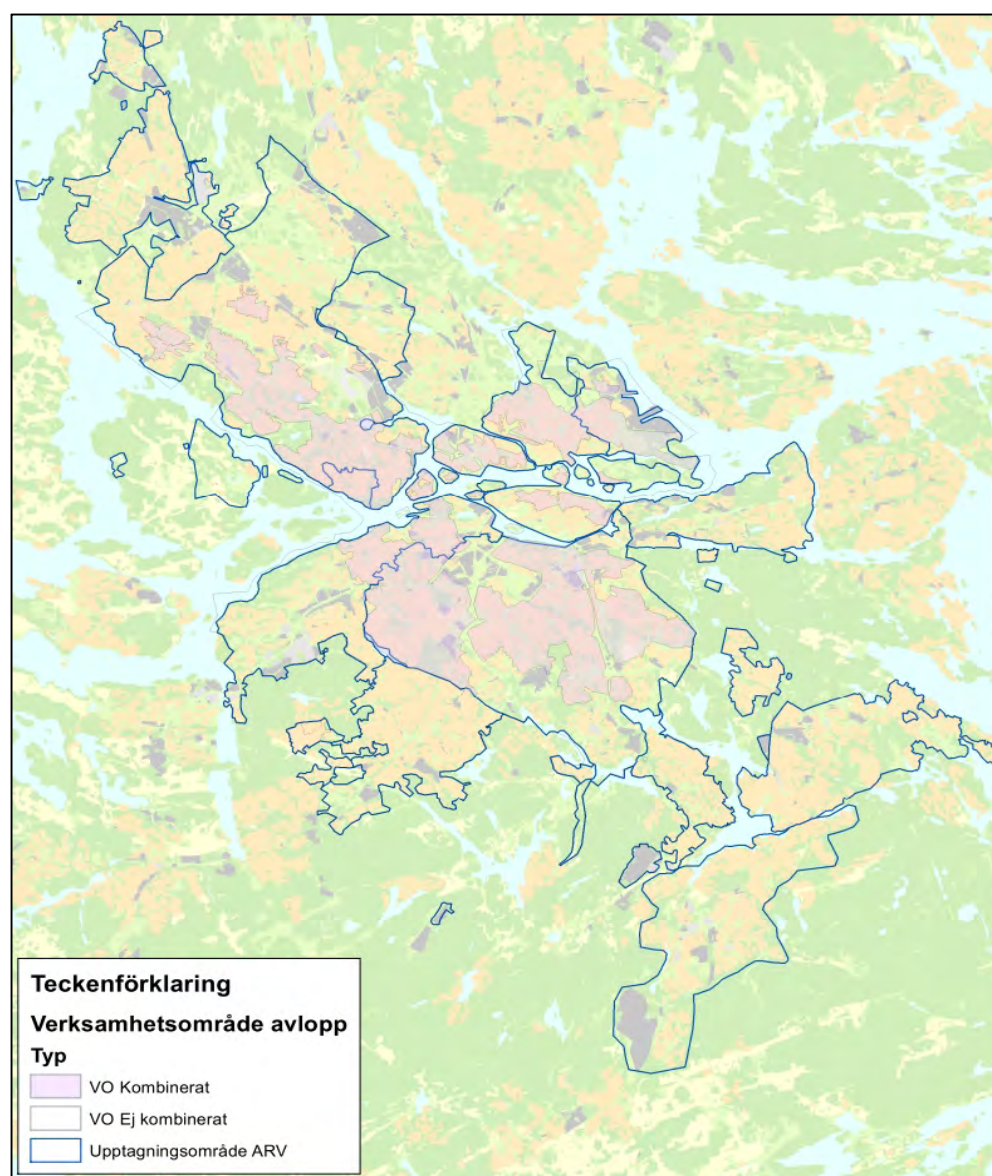 Teckenförklaring
Verksamhetsområde avlopp
Typ
VO Kombinerat
VO Ej kombinerat
Upptagningsområde ARV